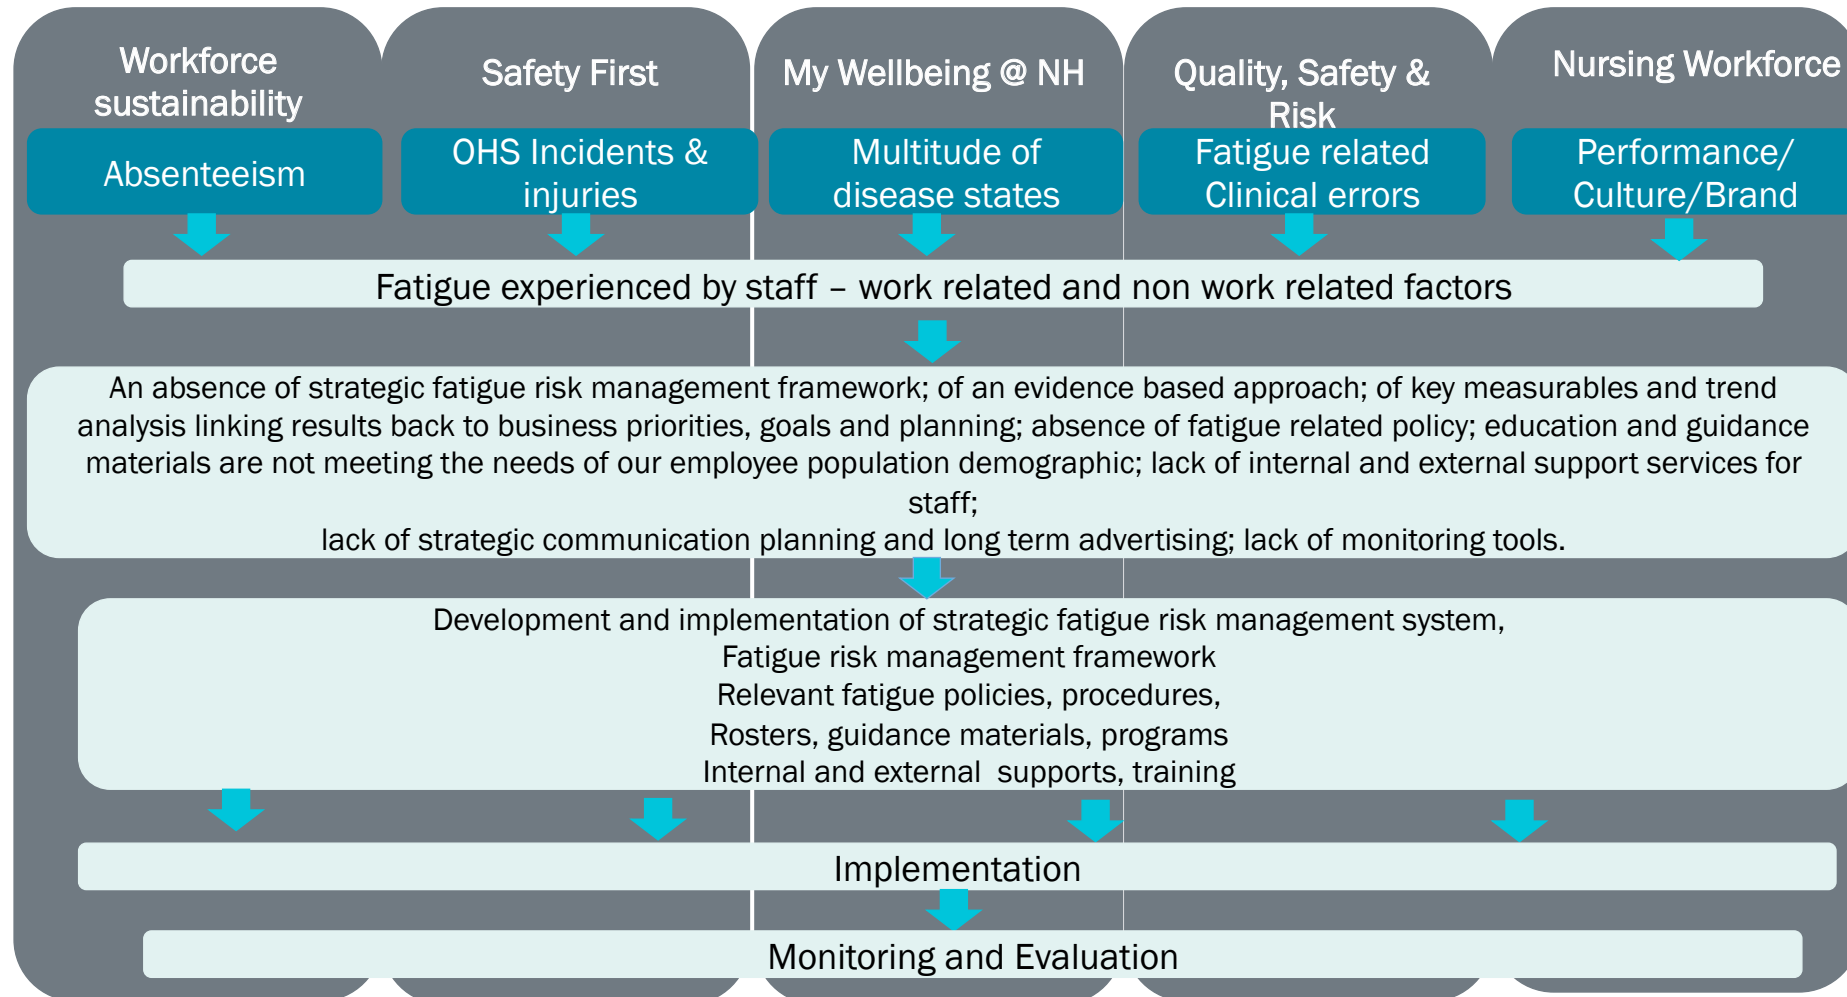 Workforce
sustainability
Safety First
My Wellbeing @ NH
Quality, Safety &
Risk
Nursing Workforce
Absenteeism
OHS Incidents &
injuries
Multitude of
disease states
Fatigue related
Clinical errors
Performance/
Culture/Brand
Fatigue experienced by staff – work related and non work related factors
An absence of strategic fatigue risk management framework; of an evidence based approach; of key measurables and trend
analysis linking results back to business priorities, goals and planning; absence of fatigue related policy; education and guidance
materials are not meeting the needs of our employee population demographic; lack of internal and external support services for
staff;
lack of strategic communication planning and long term advertising; lack of monitoring tools.
Development and implementation of strategic fatigue risk management system,
Fatigue risk management framework
Relevant fatigue policies, procedures,
Rosters, guidance materials, programs
Internal and external  supports, training
Implementation
Monitoring and Evaluation